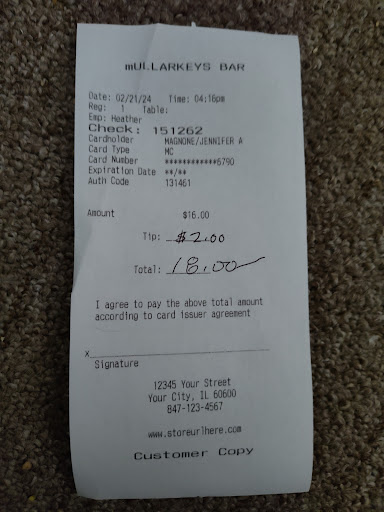 mULLARKEYS BAR
Date: 02/21/24 Time: 04:16pm
Reg: 1 Table:
Emp: Heather
Check: 151262
Cardholder MAGNONE/JENNIFER A
Card Type MC
Card Number ************6790
Expiration Date **/**
Auth Code 131461
Amount $16.00
Tip: $2.00
Total: 18.00
I agree to pay the above total amount
according to card issuer agreement
x
Signature
12345 Your Street
Your City, IL 60600
847-123-4567
www.storeurlhere.com
Customer Copy